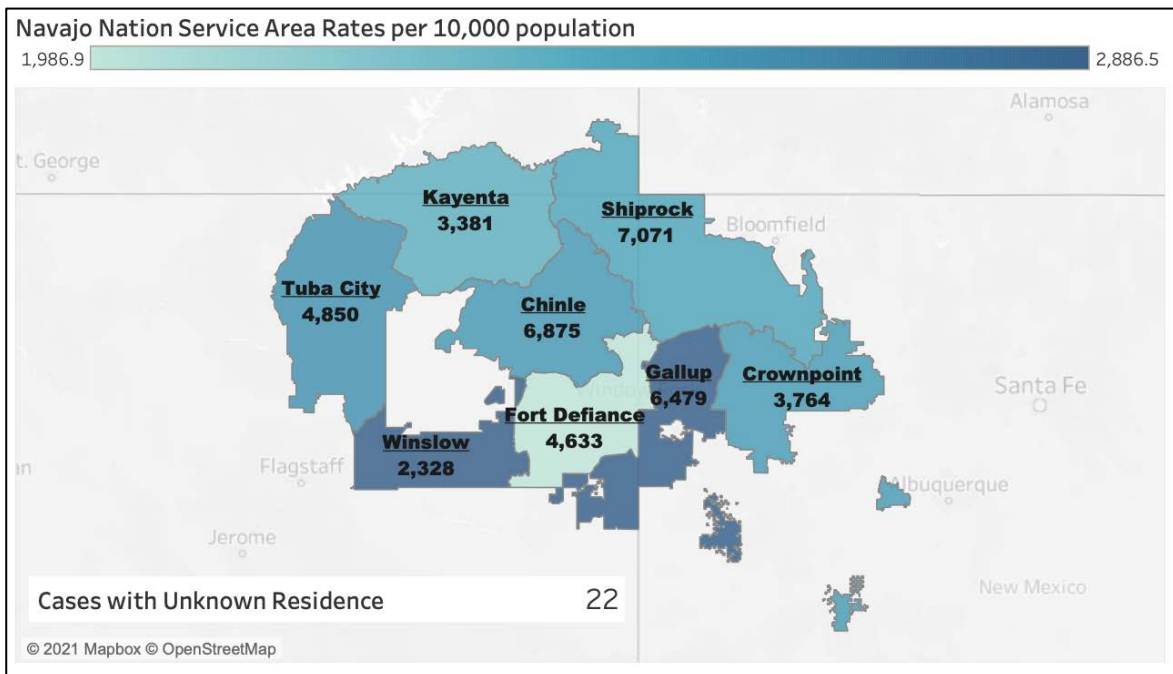 Navajo Nation Service Area Rates per 10,000 population
1,986.9 2,886.5
Alamosa
t. George
Kayenta
3,381
Shiprock
7,071
Bloomfield
Tuba City
4,850
Chinle
6,875
Gallup
6,479
Crownpoint
3,764
Santa Fe
Window
Fort Defiance
4,633
Winslow
2,328
Flagstaff
an
Albuquerque
Jerome
New Mexico
Cases with Unknown Residence 22
© 2021 Mapbox © OpenStreetMap